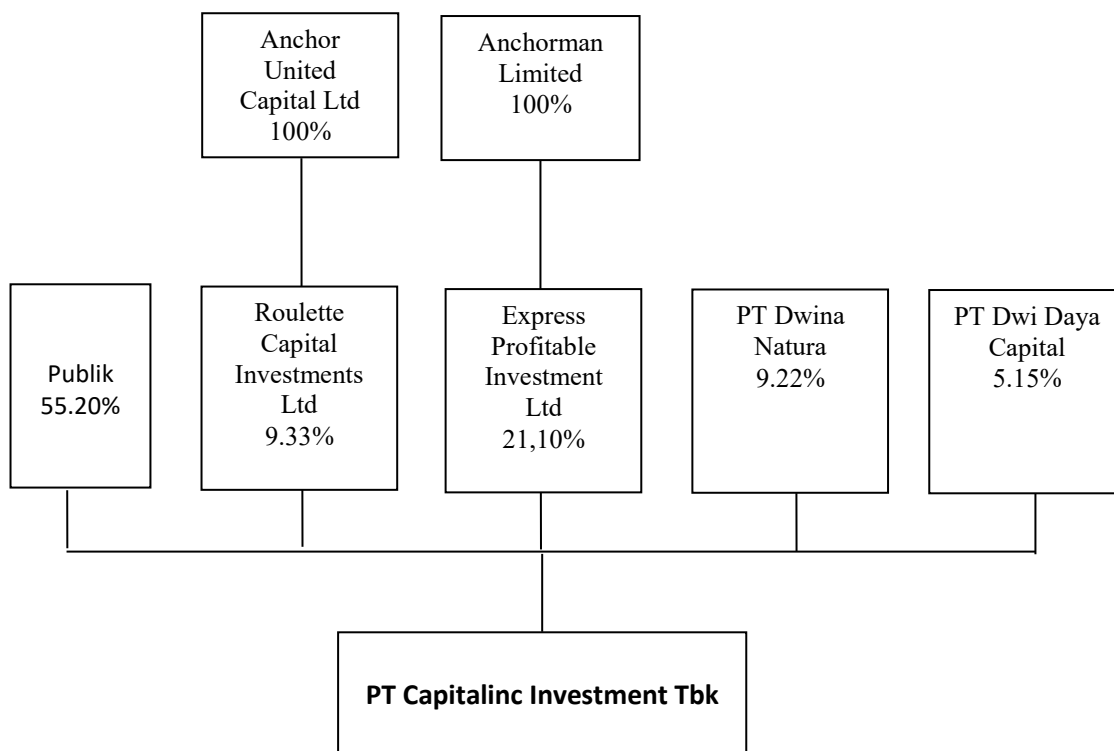 Anchor
United
Capital Ltd
100%
Anchorman
Limited
100%
Publik
55.20%
Roulette
Capital
Investments
Ltd
9.33%
Express
Profitable
Investment
Ltd
21,10%
PT Dwina
Natura
9.22%
PT Dwi Daya
Capital
5.15%
PT Capitalinc Investment Tbk